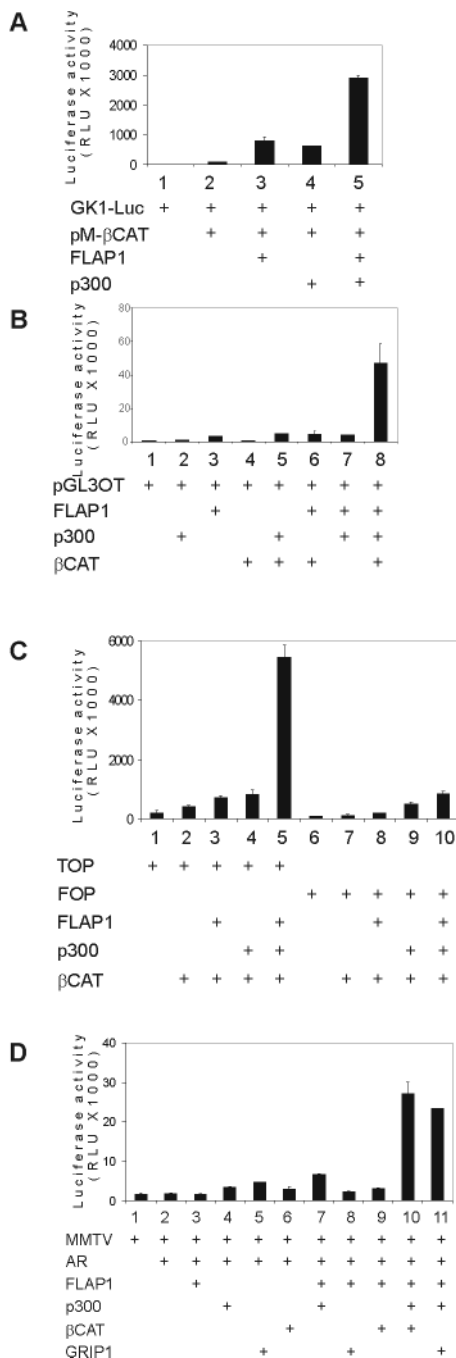 A
Luciferase activity
(RLU X1000)
4000
3000
2000
1000
0
1 2 3 4 5
GK1-Luc + + + + +
pM-βCAT + + + +
FLAP1 + +
p300 + +
B
Luciferase activity
(RLU X1000)
80
60
40
20
0
1 2 3 4 5 6 7 8
pGL3OT + + + + + + + +
FLAP1 + + + +
p300 + + + +
βCAT + + + +
C
Luciferase activity
(RLU X1000)
6000
4000
2000
0
1 2 3 4 5 6 7 8 9 10
TOP + + + + +
FOP + + + + +
FLAP1 + + + +
p300 + + + +
βCAT + + + + + + + +
D
Luciferase activity
(RLU X1000)
40
30
20
10
0
1 2 3 4 5 6 7 8 9 10 11
MMTV + + + + + + + + + + +
AR + + + + + + + + + +
FLAP1 + + + + + +
p300 + + + +
βCAT + + +
GRIP1 + + +